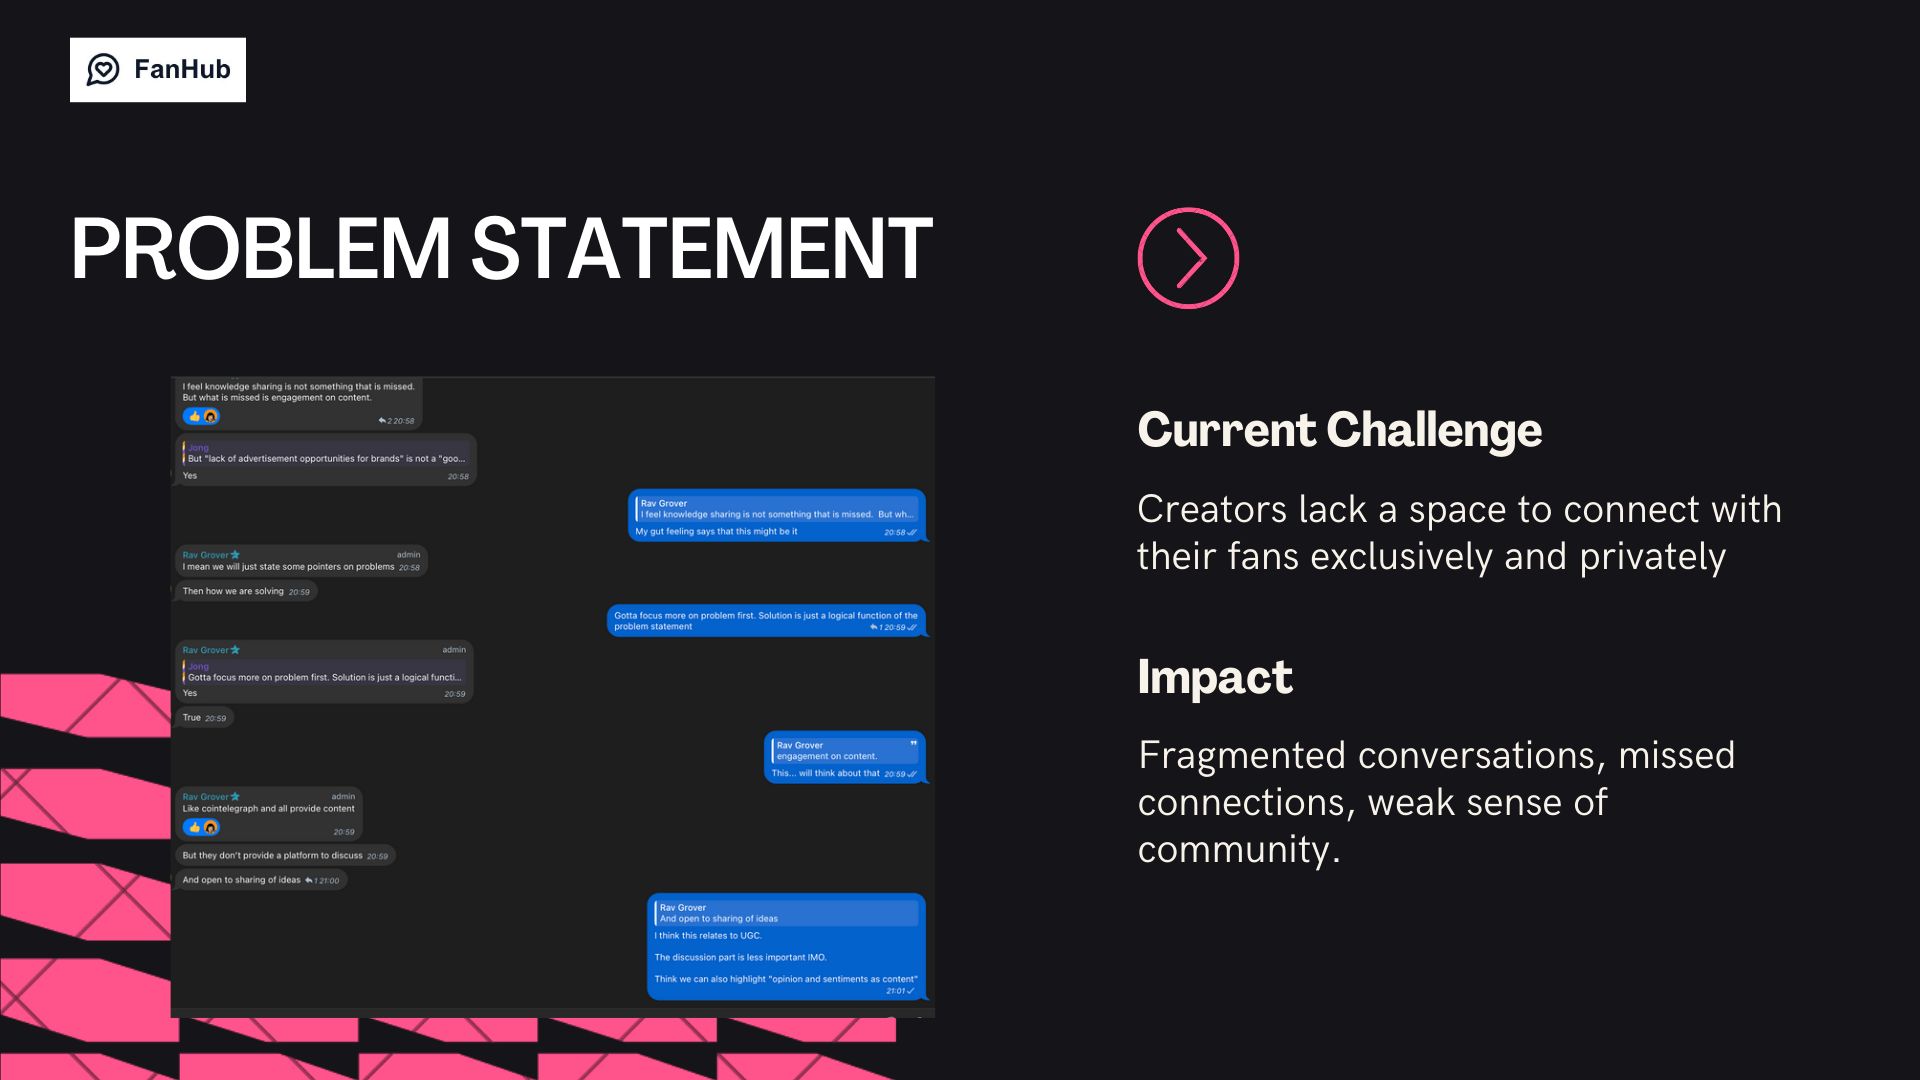 FanHub
PROBLEM STATEMENT
I feel knowledge sharing is not something that is missed.
But what is missed is engagement on content.
2 20:58
Jong
But "lack of advertisement opportunities for brands" is not a "goo...
Yes 20:58
Rav Grover
I feel knowledge sharing is not something that is missed. But wh...
My gut feeling says that this might be it 20:58
Rav Grover admin
I mean we will just state some pointers on problems 20:58
Then how we are solving 20:59
Gotta focus more on problem first. Solution is just a logical function of the
problem statement 1 20:59
Rav Grover admin
Jong
Gotta focus more on problem first. Solution is just a logical functi...
Yes 20:59
True 20:59
Rav Grover
engagement on content.
This... will think about that 20:59
Rav Grover admin
Like cointelegraph and all provide content
20:59
But they don't provide a platform to discuss 20:59
And open to sharing of ideas 1 21:00
Rav Grover
And open to sharing of ideas
I think this relates to UGC.
The discussion part is less important IMO.
Think we can also highlight "opinion and sentiments as content"
21:01
Current Challenge
Creators lack a space to connect with
their fans exclusively and privately
Impact
Fragmented conversations, missed
connections, weak sense of
community.